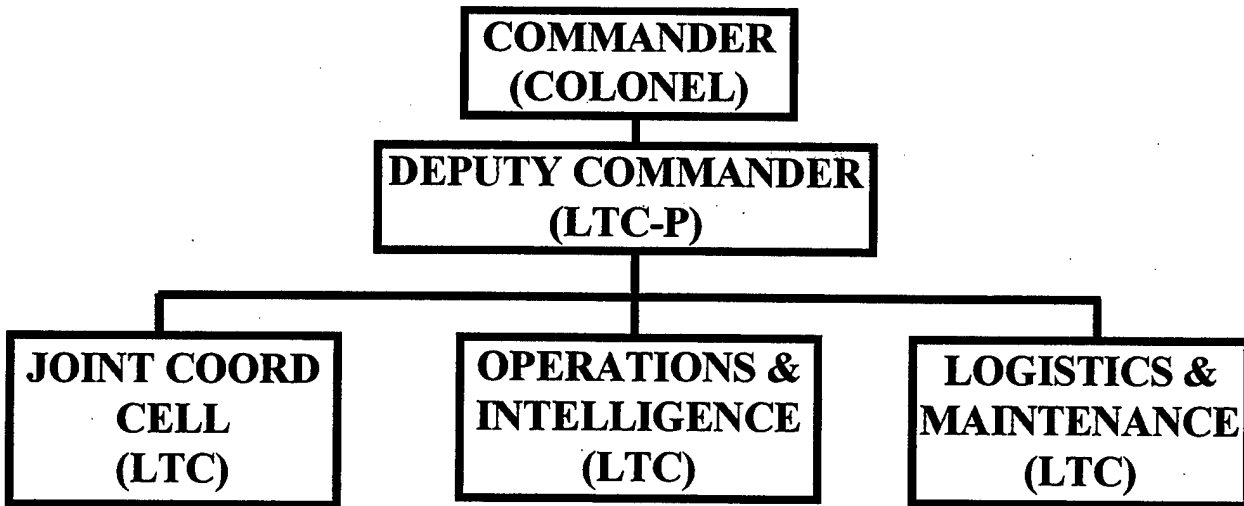 COMMANDER
(COLONEL)
DEPUTY COMMANDER
(LTC-P)
JOINT COORD
CELL
(LTC)
OPERATIONS &
INTELLIGENCE
(LTC)
LOGISTICS &
MAINTENANCE
(LTC)